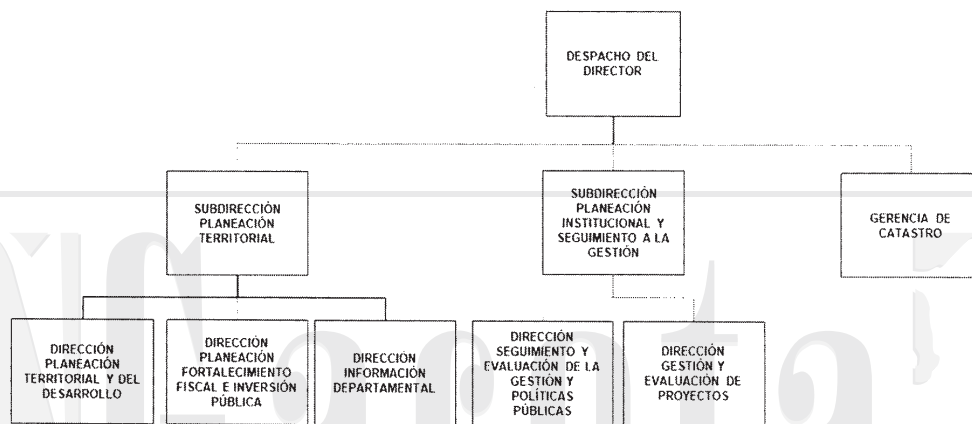 DESPACHO DEL
DIRECTOR
SUBDIRECCIÓN
PLANEACIÓN
TERRITORIAL
SUBDIRECCIÓN
PLANEACIÓN
INSTITUCIONAL Y
SEGUIMIENTO A LA
GESTIÓN
GERENCIA DE
CATASTRO
DIRECCIÓN
PLANEACIÓN
TERRITORIAL Y DEL
DESARROLLO
DIRECCIÓN
PLANEACIÓN
FORTALECIMIENTO
FISCAL E INVERSIÓN
PÚBLICA
DIRECCIÓN
INFORMACIÓN
DEPARTAMENTAL
DIRECCIÓN
SEGUIMIENTO Y
EVALUACIÓN DE LA
GESTIÓN Y
POLÍTICAS
PÚBLICAS
DIRECCIÓN
GESTIÓN Y
EVALUACIÓN DE
PROYECTOS